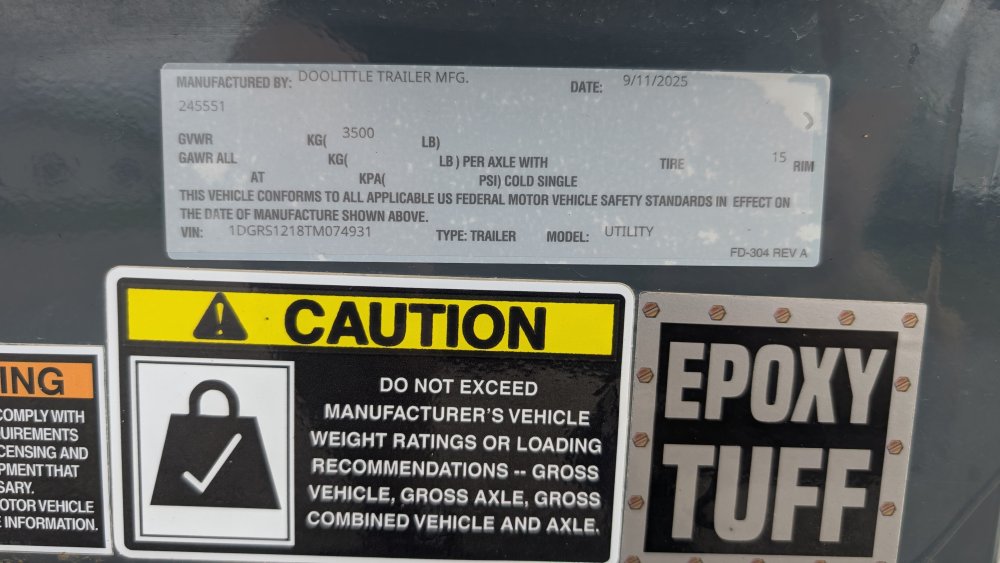 MANUFACTURED BY: DOOLITTLE TRAILER MFG. DATE: 9/11/2025
245551
GVWR KG( 3500 LB)
GAWR ALL KG( LB) PER AXLE WITH TIRE 15 RIM
AT KPA( PSI) COLD SINGLE
THIS VEHICLE CONFORMS TO ALL APPLICABLE US FEDERAL MOTOR VEHICLE SAFETY STANDARDS IN EFFECT ON
THE DATE OF MANUFACTURE SHOWN ABOVE.
VIN: 1DGRS1218TM074931 TYPE: TRAILER MODEL: UTILITY
FD-304 REV A
CAUTION
DO NOT EXCEED
MANUFACTURER'S VEHICLE
WEIGHT RATINGS OR LOADING
RECOMMENDATIONS -- GROSS
VEHICLE, GROSS AXLE, GROSS
COMBINED VEHICLE AND AXLE.
EPOXY
TUFF
ING
COMPLY WITH
UIREMENTS
CENSING AND
PMENT THAT
SARY.
OTOR VEHICLE
E INFORMATION.